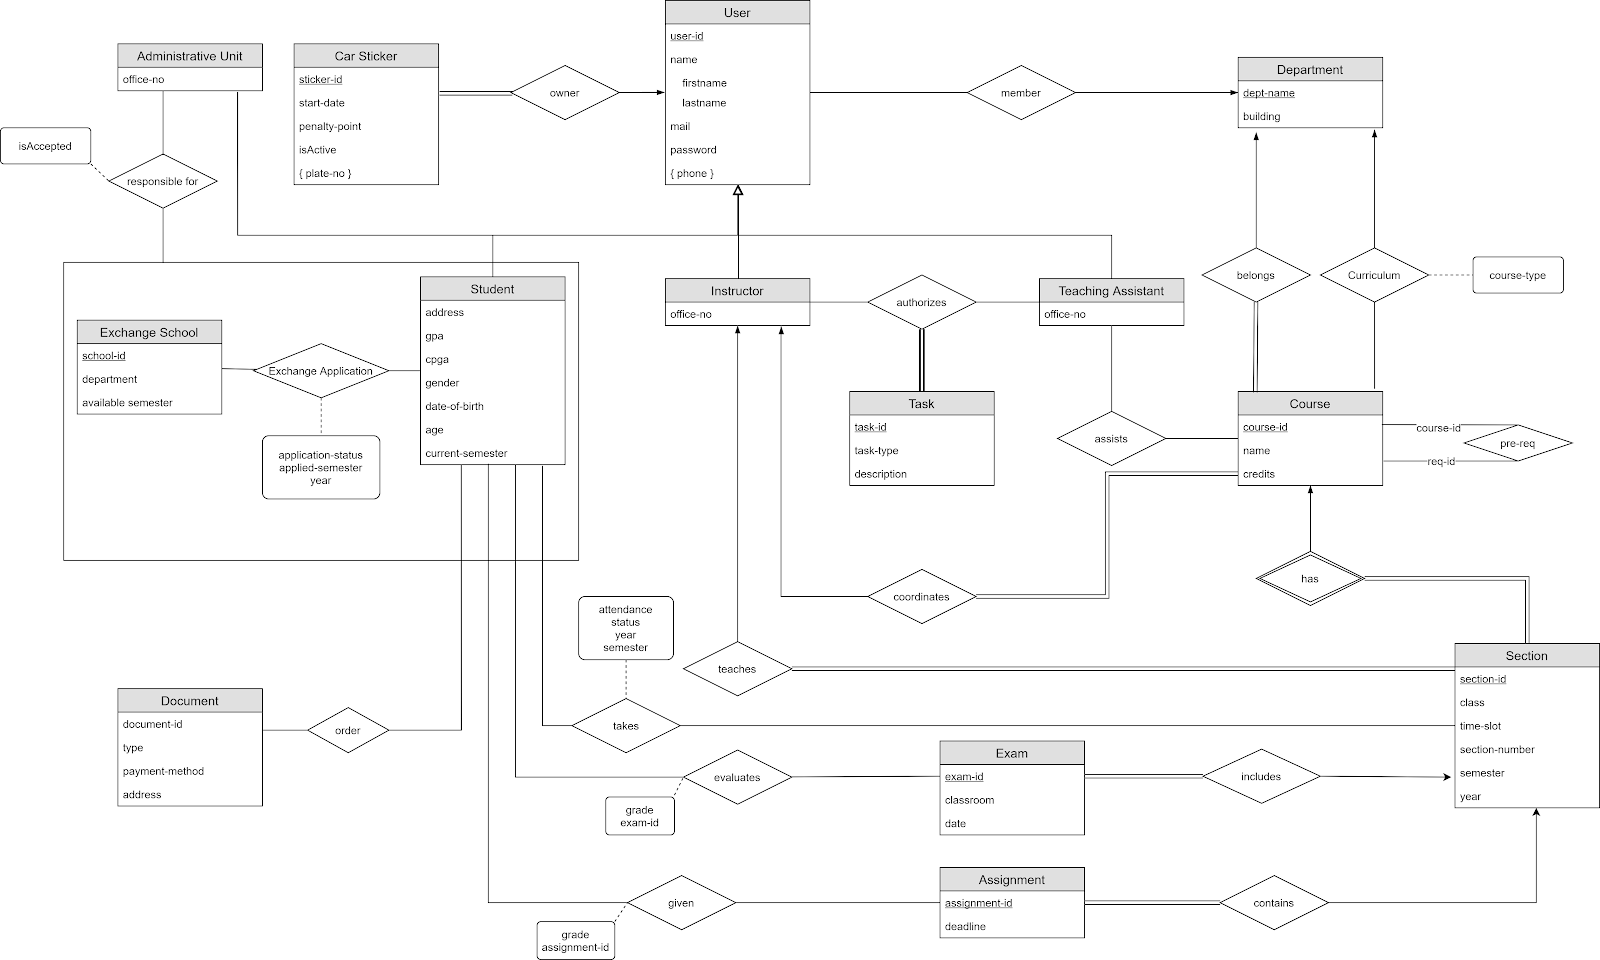 User
user-id
name
firstname
lastname
mail
password
{ phone }
Administrative Unit
office-no
Car Sticker
sticker-id
start-date
penalty-point
isActive
{ plate-no }
owner
member
Department
dept-name
building
isAccepted
responsible for
belongs
Curriculum
course-type
Student
address
gpa
cpga
gender
date-of-birth
age
current-semester
Instructor
office-no
authorizes
Teaching Assistant
office-no
Exchange School
school-id
department
available semester
Exchange Application
application-status
applied-semester
year
Task
task-id
task-type
description
assists
Course
course-id
name
credits
course-id
pre-req
req-id
coordinates
has
attendance
status
year
semester
teaches
Section
section-id
class
time-slot
section-number
semester
year
Document
document-id
type
payment-method
address
order
takes
evaluates
grade
exam-id
Exam
exam-id
classroom
date
includes
given
grade
assignment-id
Assignment
assignment-id
deadline
contains